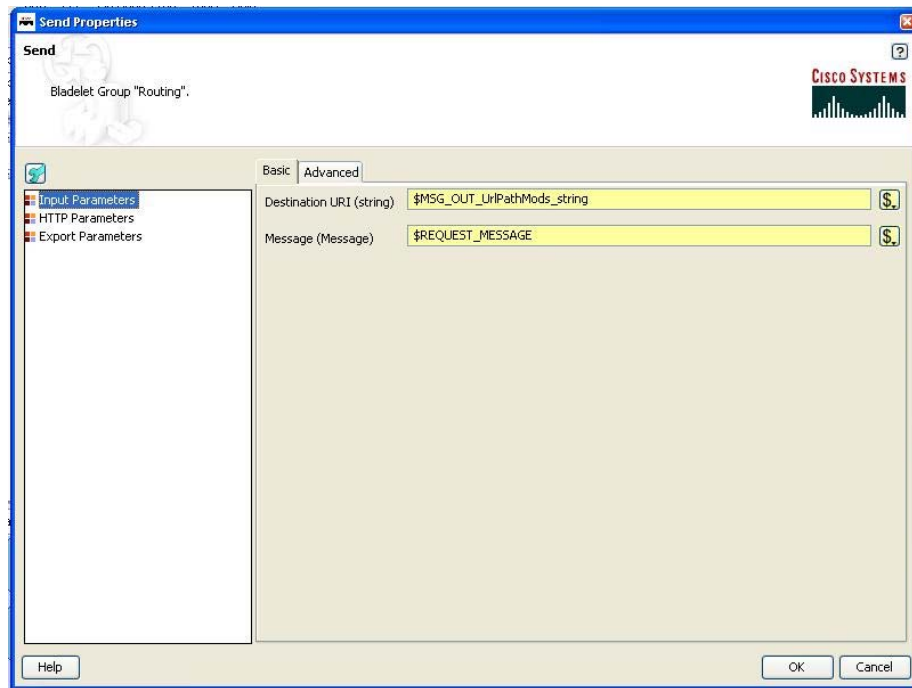 Send Properties
Send
Bladelet Group "Routing".
CISCO SYSTEMS
Basic
Advanced
Input Parameters
HTTP Parameters
Export Parameters
Destination URI (string)
$MSG_OUT_UrlPathMods_string
$
Message (Message)
$REQUEST_MESSAGE
$
Help
OK
Cancel